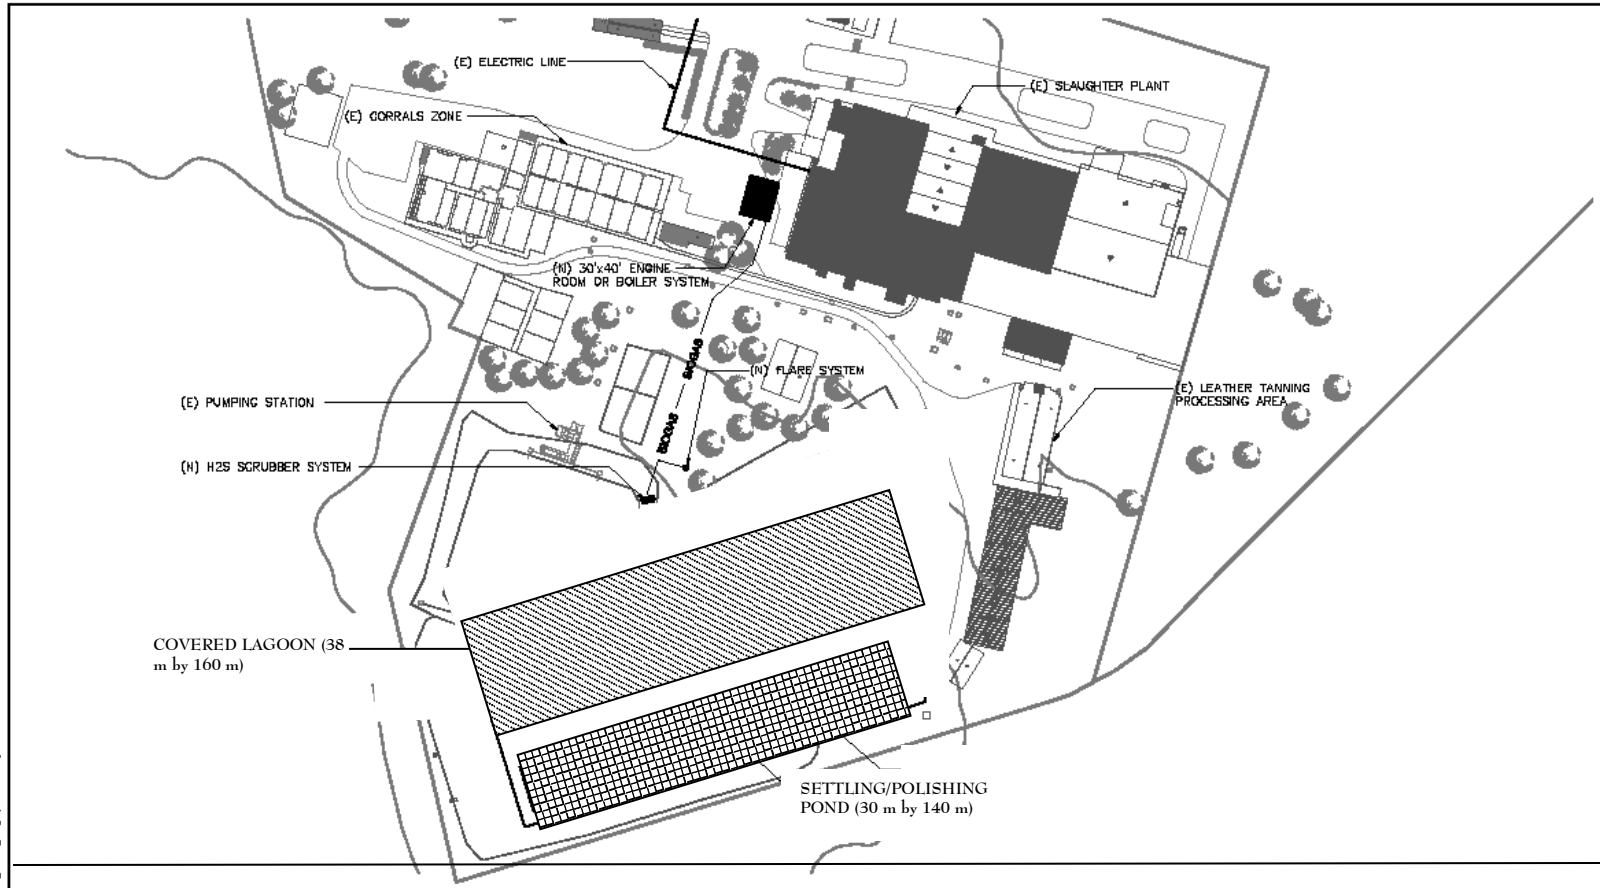 (E) ELECTRIC LINE
(E) SLAUGHTER PLANT
(E) CORRALS ZONE
(N) 30'x40' ENGINE
ROOM OR BOILER SYSTEM
BIOGAS
(N) FLARE SYSTEM
(E) LEATHER TANNING
PROCESSING AREA
(E) PUMPING STATION
BIOGAS
(N) H2S SCRUBBER SYSTEM
COVERED LAGOON (38
m by 160 m)
SETTLING/POLISHING
POND (30 m by 140 m)